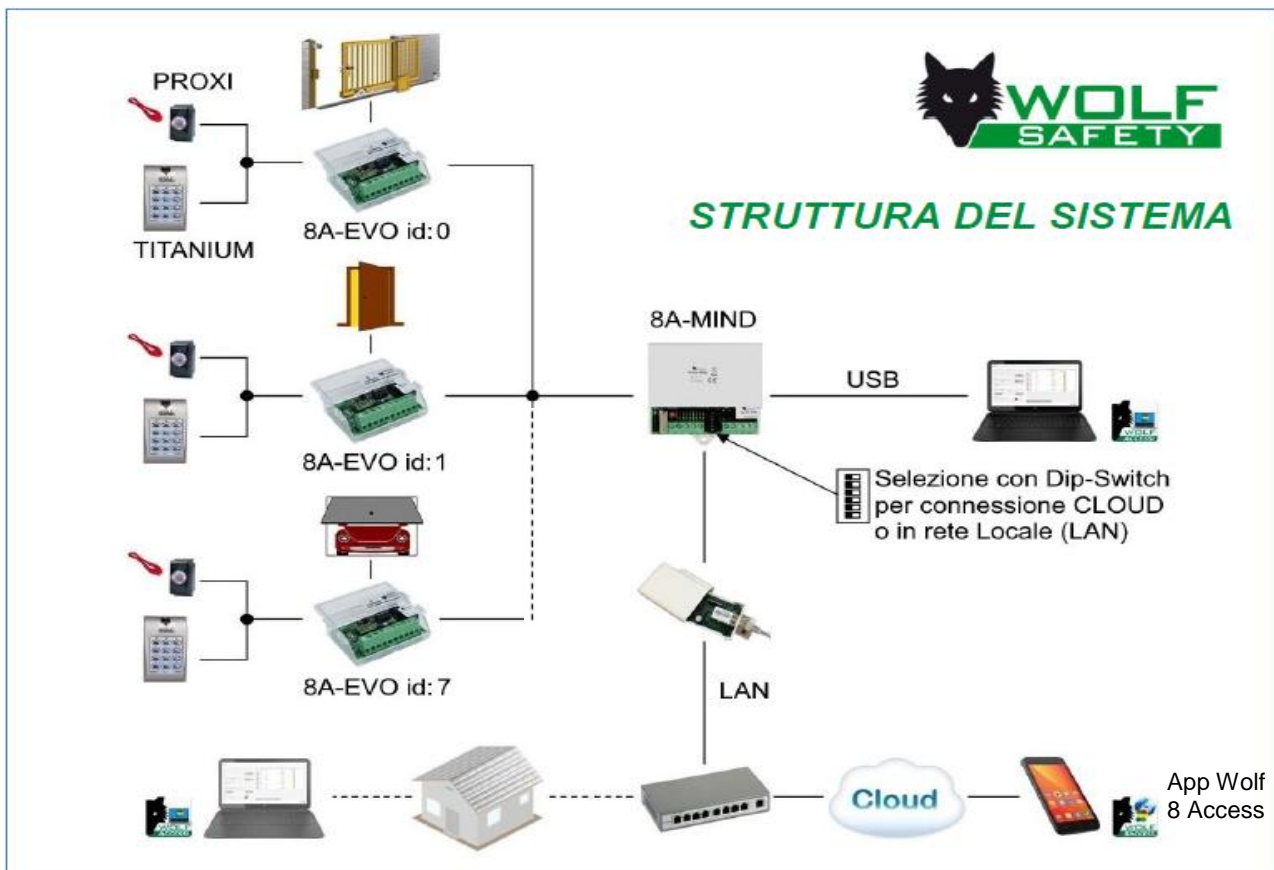 PROXI
TITANIUM
8A-EVO id:0
WOLF
SAFETY
STRUTTURA DEL SISTEMA
8A-EVO id:1
8A-MIND
USB
WOLF
ACCESS
Selezione con Dip-Switch
per connessione CLOUD
o in rete Locale (LAN)
8A-EVO id:7
LAN
Cloud
App Wolf
8 Access